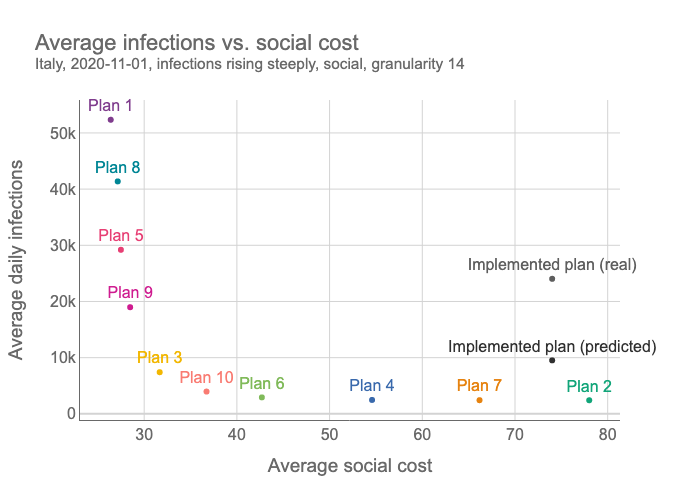 Average infections vs. social cost
Italy, 2020-11-01, infections rising steeply, social, granularity 14
Average daily infections
50k
40k
30k
20k
10k
0
Plan 1
Plan 8
Plan 5
Implemented plan (real)
Plan 9
Implemented plan (predicted)
Plan 3
Plan 10
Plan 6
Plan 4
Plan 7
Plan 2
30 40 50 60 70 80
Average social cost